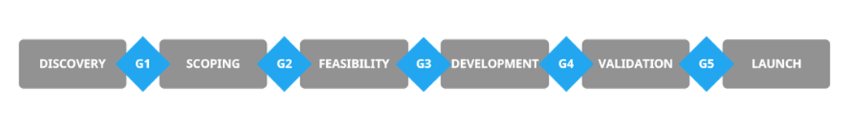 DISCOVERY G1 SCOPING G2 FEASIBILITY G3 DEVELOPMENT G4 VALIDATION G5 LAUNCH